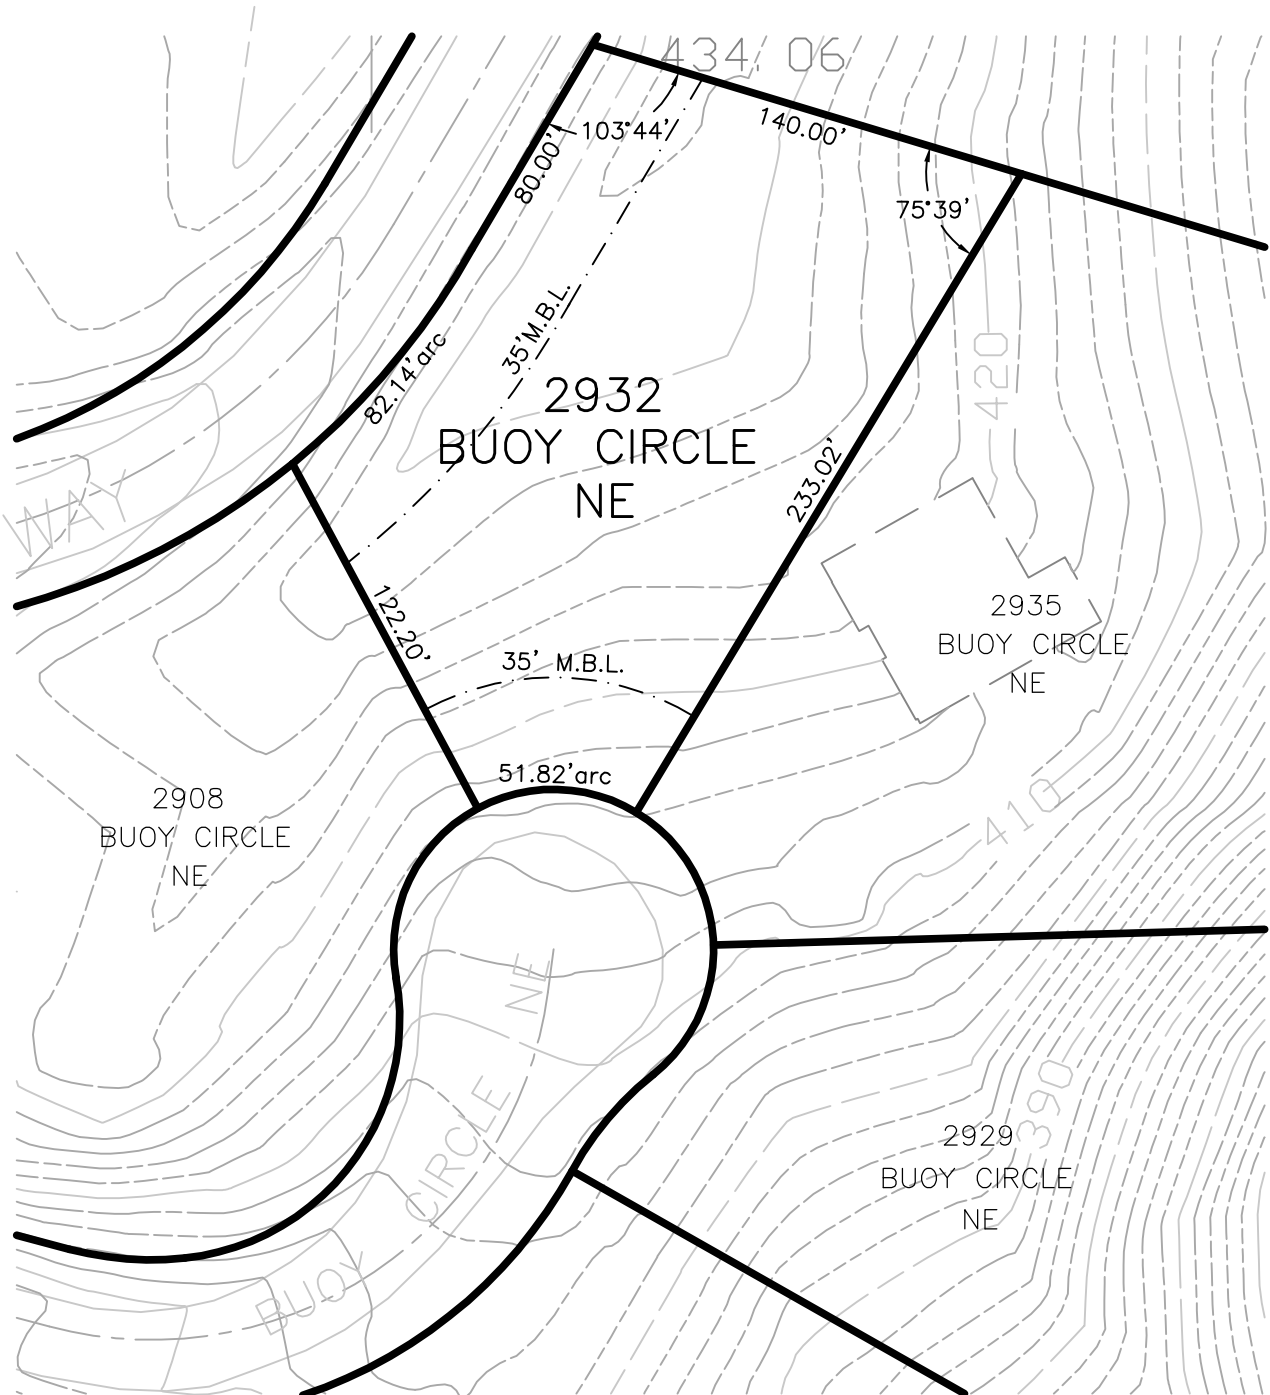 434.06
140.00'
103°44'
80.00'
75°39'
35'M.B.L.
82.14'arc
2932
BUOY CIRCLE
NE
420
233.02'
WAY
122.20'
2935
BUOY CIRCLE
NE
35' M.B.L.
51.82'arc
2908
BUOY CIRCLE
NE
410
390
2929
BUOY CIRCLE
NE
BUOY CIRCLE NE